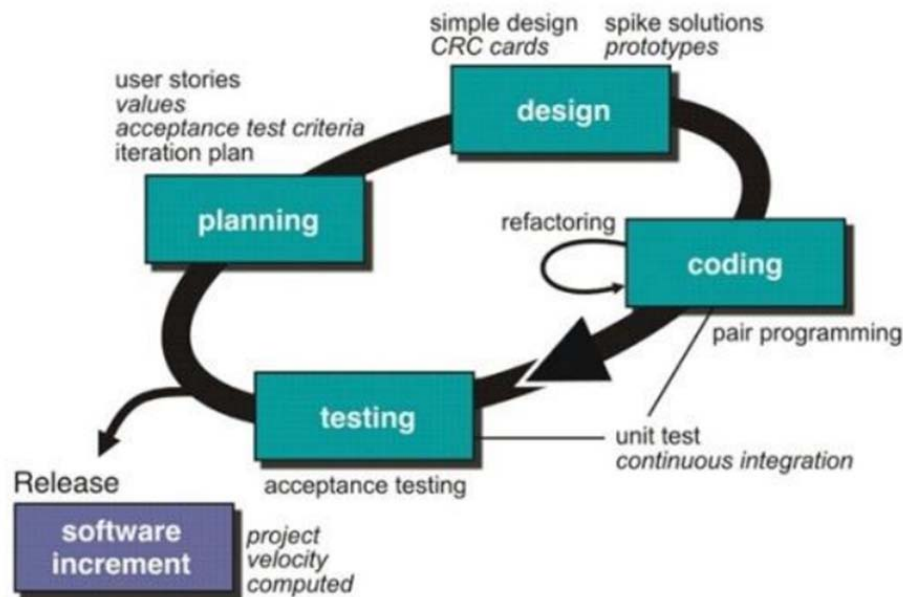 simple design
CRC cards
spike solutions
prototypes
user stories
values
acceptance test criteria
iteration plan
design
planning
refactoring
coding
pair programming
testing
unit test
continuous integration
acceptance testing
Release
software
increment
project
velocity
computed